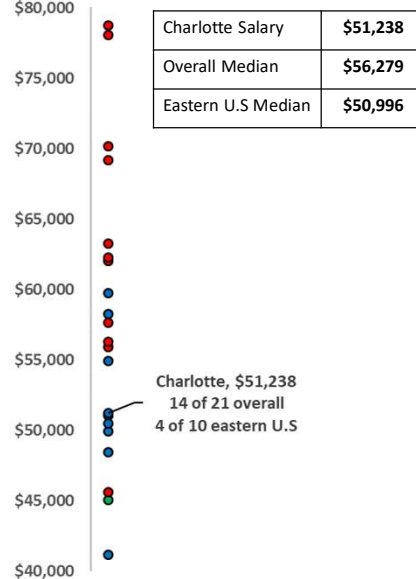 $80,000
Charlotte Salary $51,238
Overall Median $56,279
Eastern U.S Median $50,996
$75,000
$70,000
$65,000
$60,000
$55,000
Charlotte, $51,238
14 of 21 overall
4 of 10 eastern U.S
$50,000
$45,000
$40,000